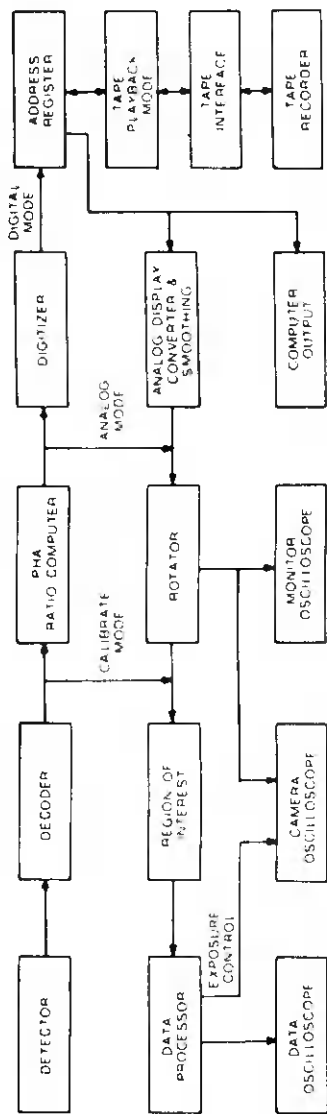 DETECTOR
DECODER
PHA
RATIO COMPUTER
DIGITIZER
DIGITAL
MODE
ADDRESS
REGISTER
CALIBRATE
MODE
ANALOG
MODE
TAPE
PLAYBACK
MODE
DATA
PROCESSOR
REGION OF
INTEREST
ROTATOR
ANALOG DISPLAY
CONVERTER &
SMOOTHING
TAPE
INTERFACE
EXPOSURE
CONTROL
DATA
OSCILLOSCOPE
CAMERA
OSCILLOSCOPE
MONITOR
OSCILLOSCOPE
COMPUTER
OUTPUT
TAPE
RECORDER